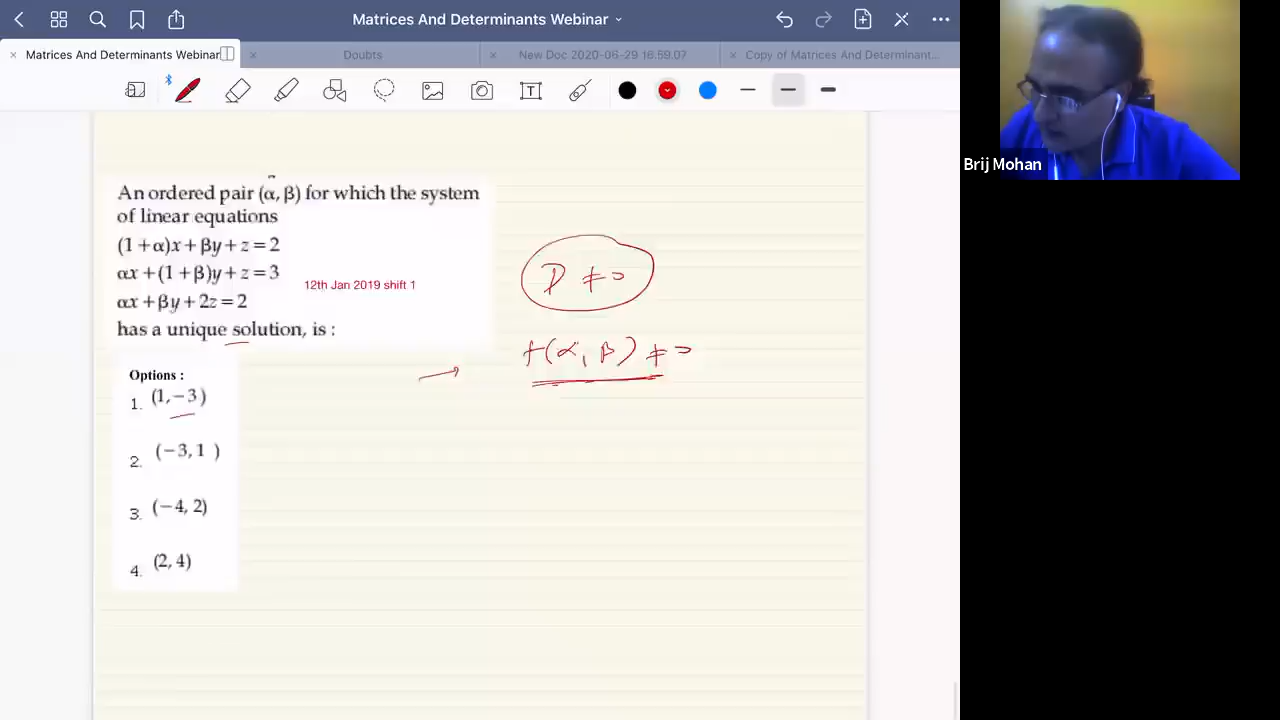 Matrices And Determinants Webinar
Matrices And Determinants Webinar
Doubts
New Doc 2020-06-29 16.59.07
Copy of Matrices And Determinant...
Brij Mohan
An ordered pair (α, β) for which the system
of linear equations
(1+α)x+βy+z=2
αx+(1+β)y+z=3
αx+βy+2z=2
has a unique solution, is :
12th Jan 2019 shift 1
D ≠ 0
f(α, β) ≠ 0
Options :
1. (1, −3)
2. (−3, 1 )
3. (−4, 2)
4. (2, 4)